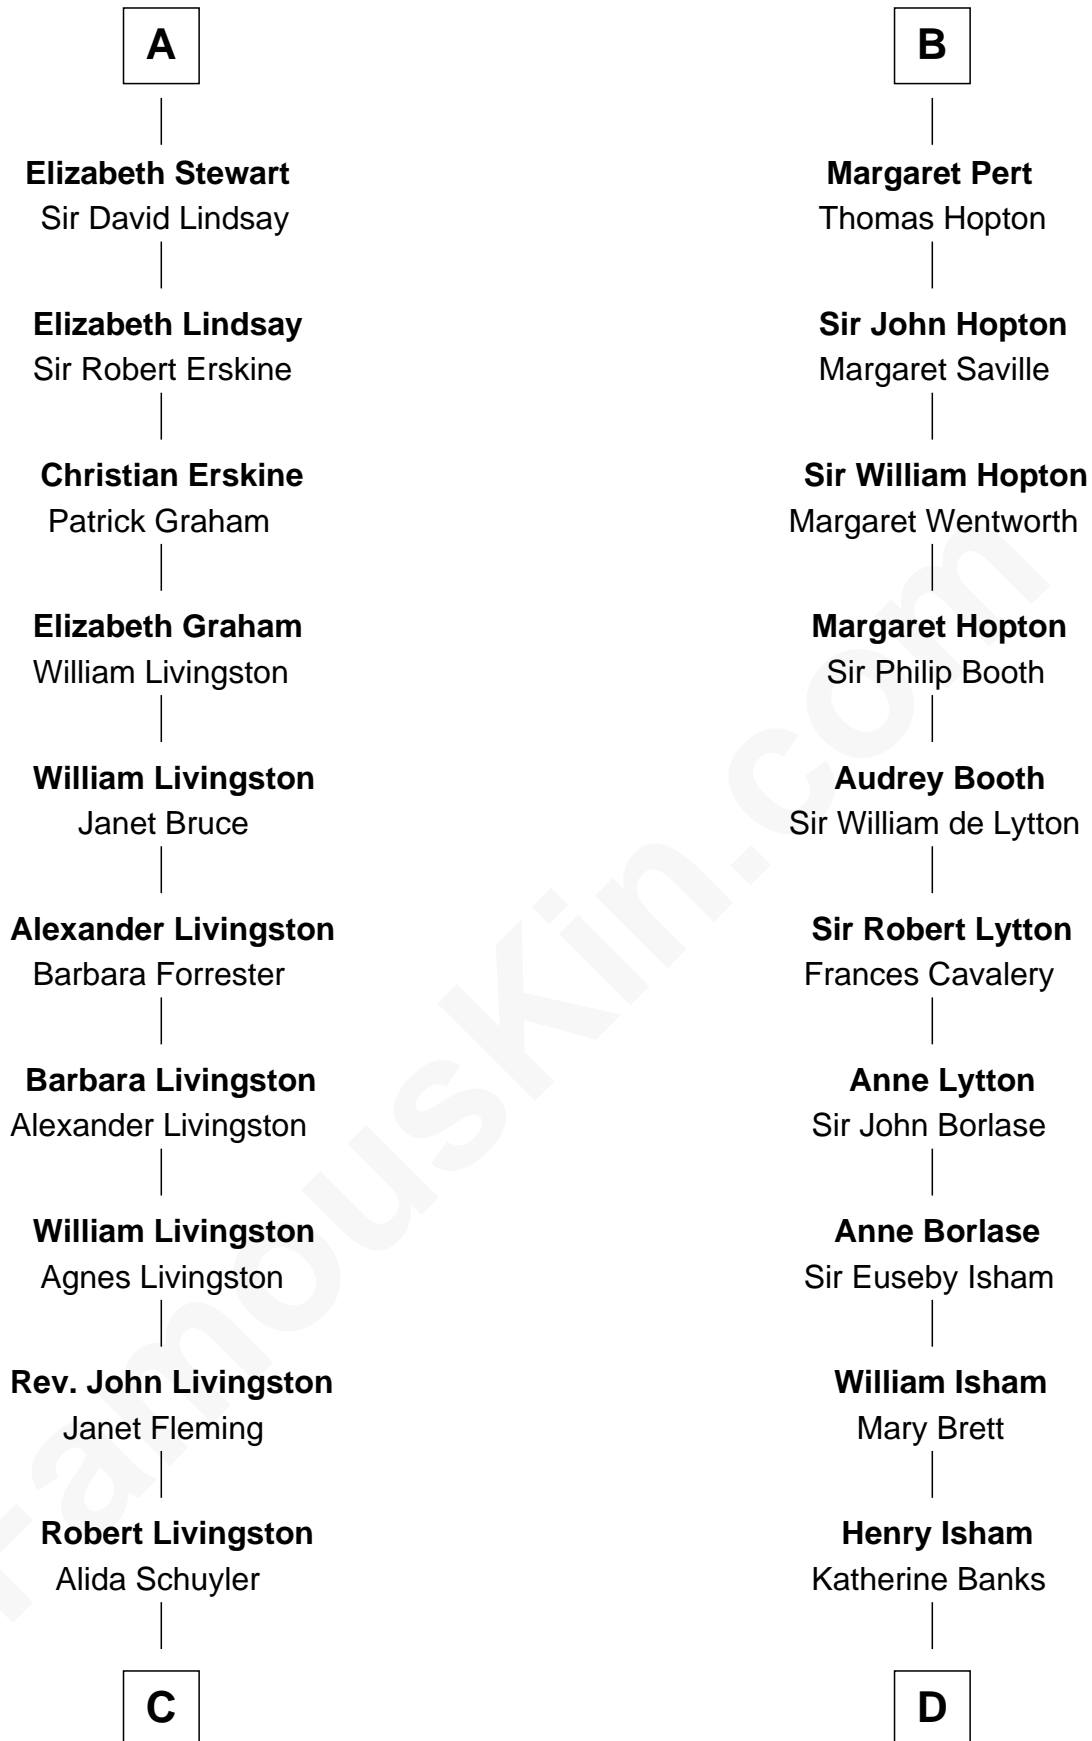 A
Elizabeth Stewart
Sir David Lindsay
Elizabeth Lindsay
Sir Robert Erskine
Christian Erskine
Patrick Graham
Elizabeth Graham
William Livingston
William Livingston
Janet Bruce
Alexander Livingston
Barbara Forrester
Barbara Livingston
Alexander Livingston
William Livingston
Agnes Livingston
Rev. John Livingston
Janet Fleming
Robert Livingston
Alida Schuyler
C
B
Margaret Pert
Thomas Hopton
Sir John Hopton
Margaret Saville
Sir William Hopton
Margaret Wentworth
Margaret Hopton
Sir Philip Booth
Audrey Booth
Sir William de Lytton
Sir Robert Lytton
Frances Cavalery
Anne Lytton
Sir John Borlase
Anne Borlase
Sir Euseby Isham
William Isham
Mary Brett
Henry Isham
Katherine Banks
D
FamousKin.com